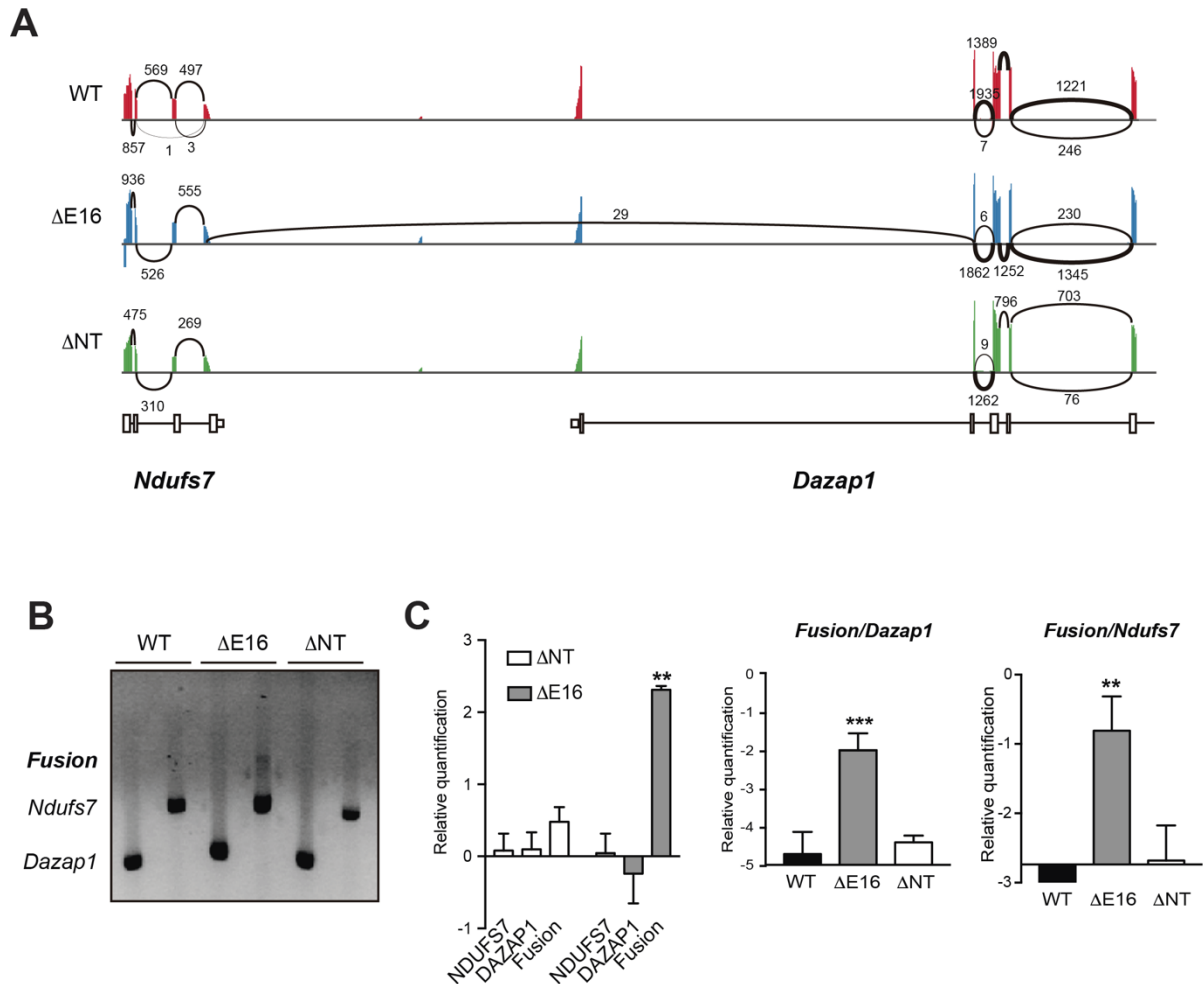 A
WT
569
497
857
1
3
1389
1935
7
1221
246
ΔE16
936
555
526
29
6
1862
1252
230
1345
ΔNT
475
269
310
796
9
1262
703
76
Ndufs7
Dazap1
B
WT
ΔE16
ΔNT
Fusion
Ndufs7
Dazap1
C
Relative quantification
3
2
1
0
-1
ΔNT
ΔE16
**
NDUFS7
DAZAP1
Fusion
NDUFS7
DAZAP1
Fusion
Fusion/Dazap1
Relative quantification
0
-1
-2
-3
-4
-5
***
WT
ΔE16
ΔNT
Fusion/Ndufs7
Relative quantification
-0
-1
-2
-3
**
WT
ΔE16
ΔNT